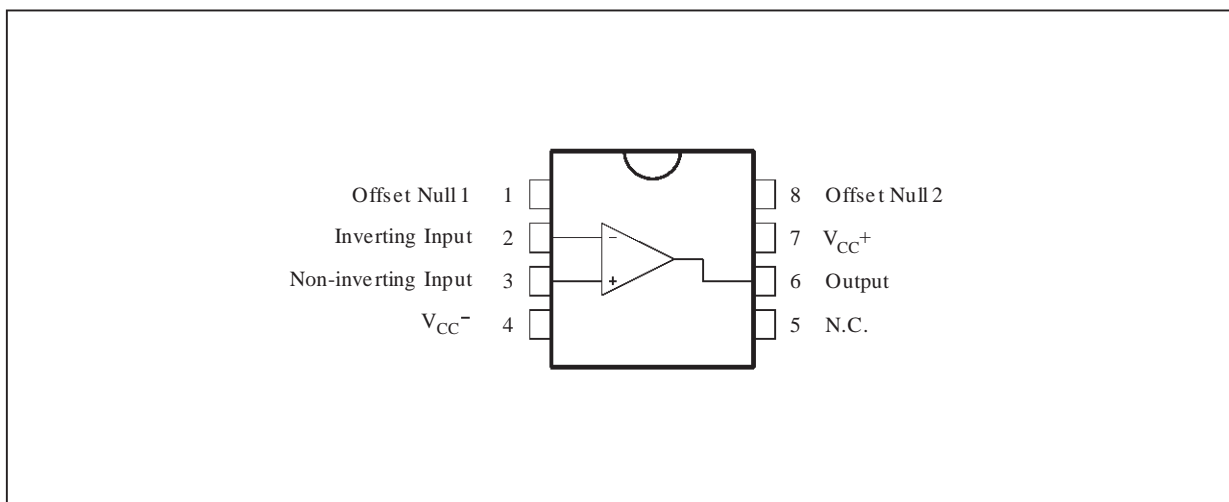 Offset Null 1 1 8 Offset Null 2
Inverting Input 2 − 7 VCC+
Non-inverting Input 3 + 6 Output
VCC− 4 5 N.C.